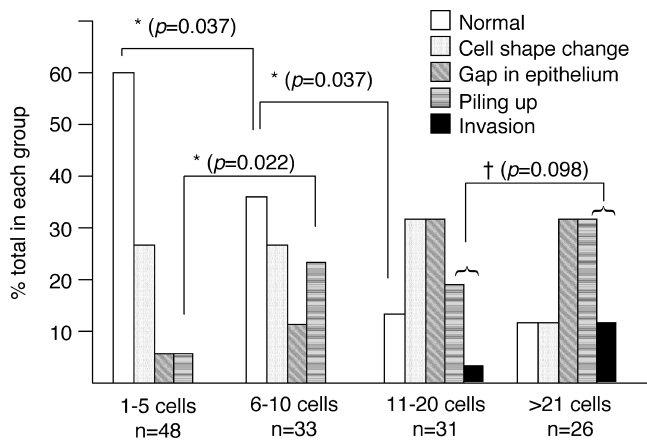 * (p=0.037)
* (p=0.037)
* (p=0.022)
† (p=0.098)
Normal
Cell shape change
Gap in epithelium
Piling up
Invasion
% total in each group
60
50
40
30
20
10
1-5 cells
n=48
6-10 cells
n=33
11-20 cells
n=31
>21 cells
n=26